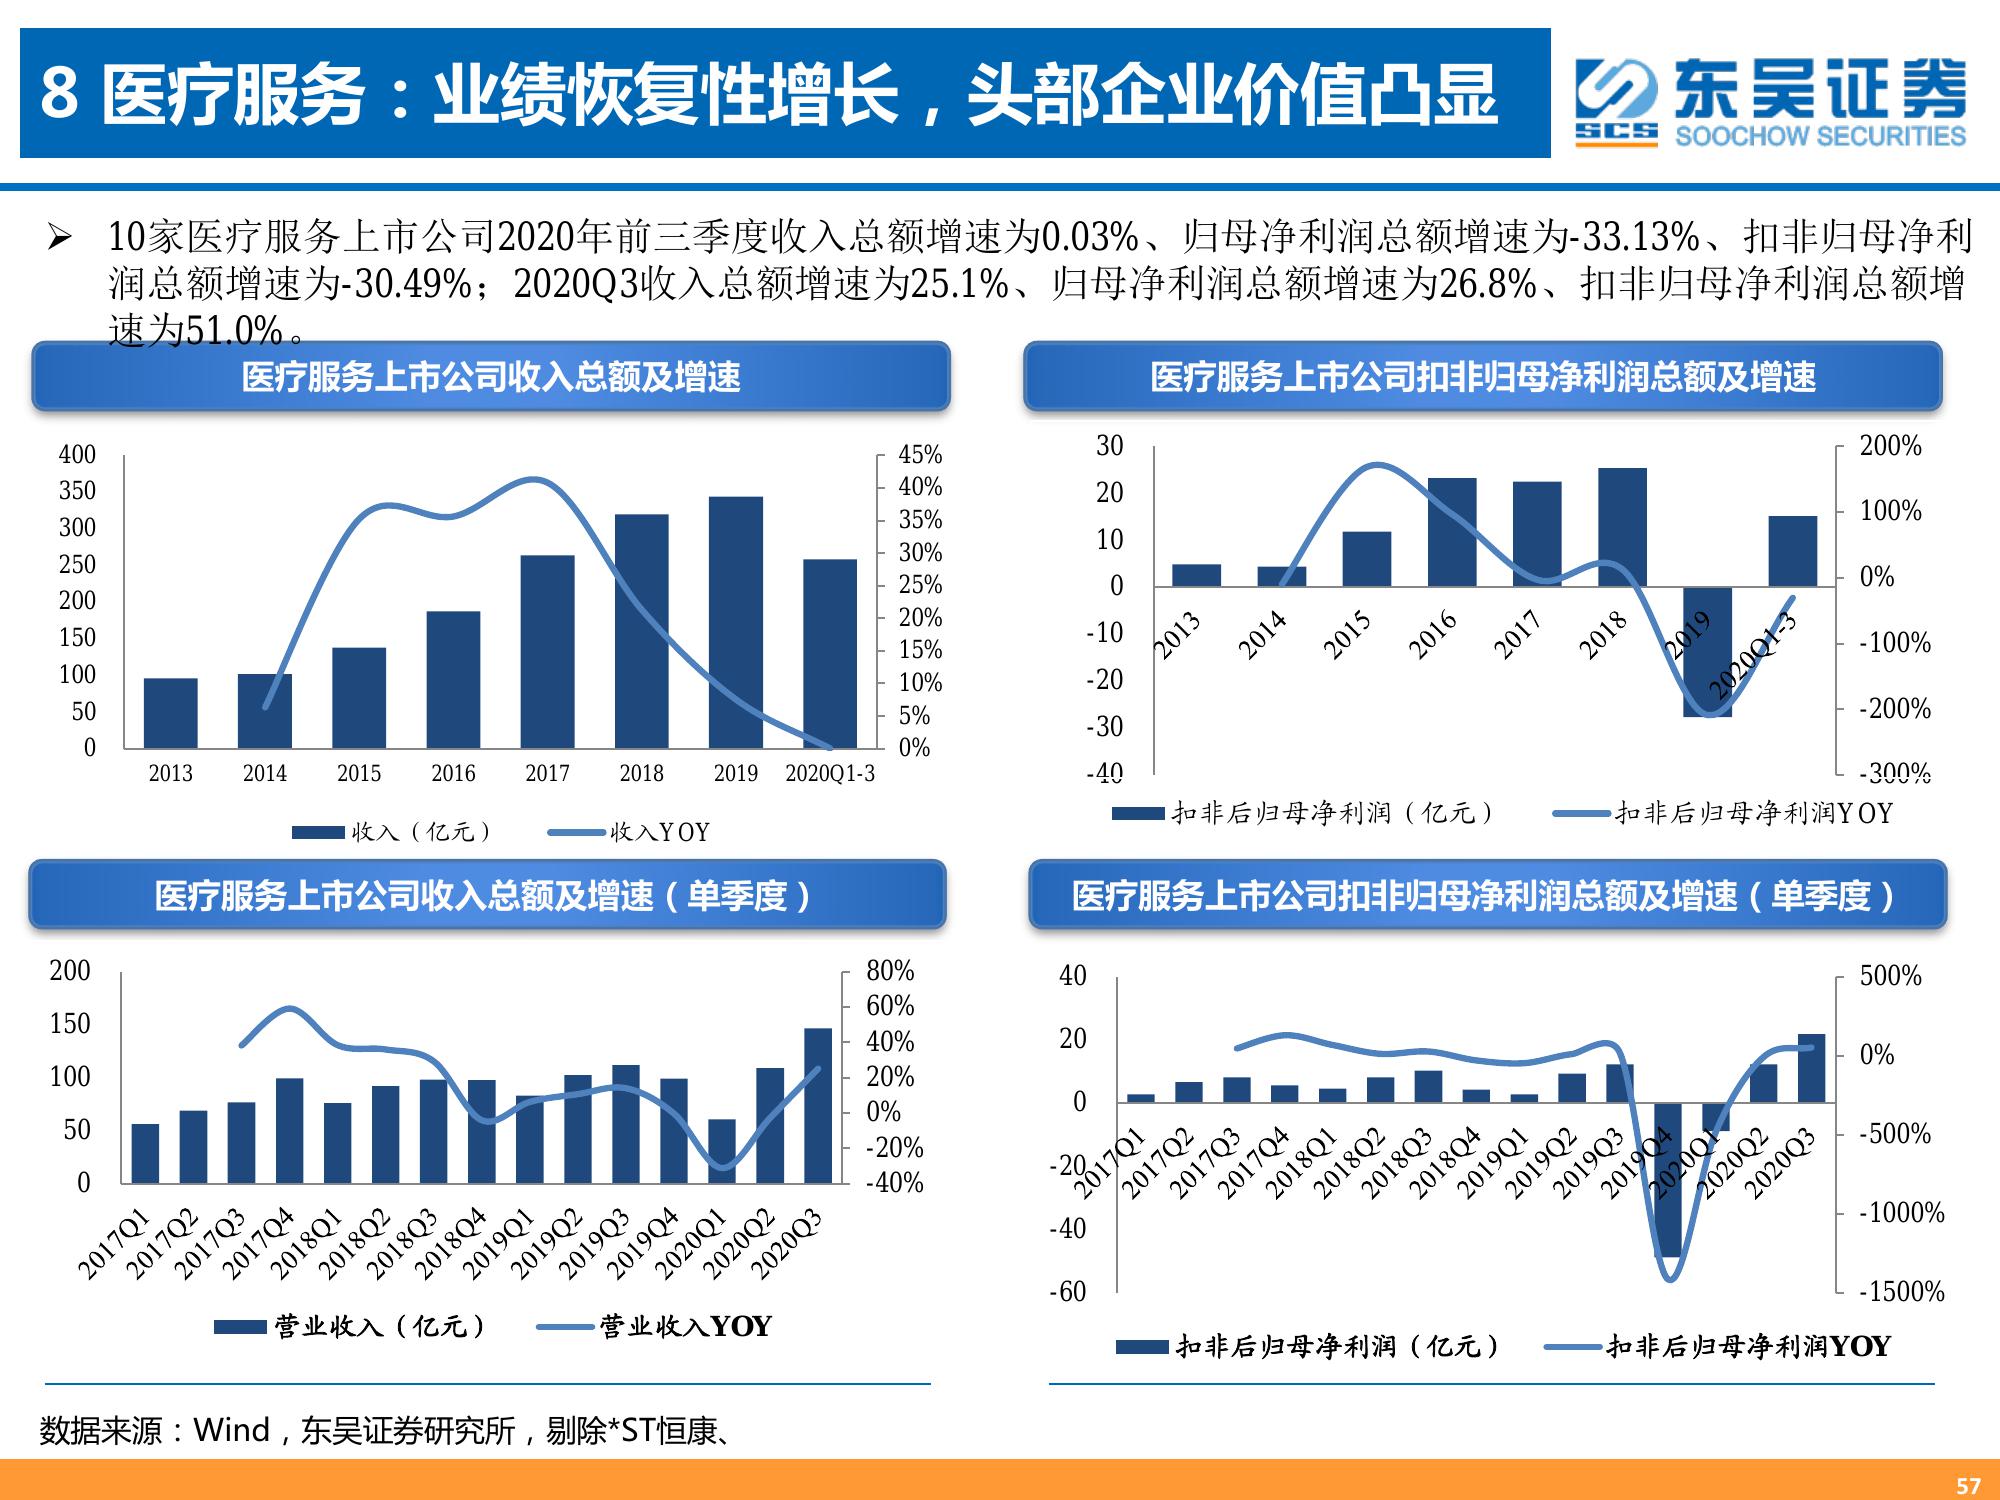 8 医疗服务：业绩恢复性增长，头部企业价值凸显
东吴证券
SCS
SOOCHOW SECURITIES
➢ 10家医疗服务上市公司2020年前三季度收入总额增速为0.03%、归母净利润总额增速为-33.13%、扣非归母净利
润总额增速为-30.49%；2020Q3收入总额增速为25.1%、归母净利润总额增速为26.8%、扣非归母净利润总额增
速为51.0%。
医疗服务上市公司收入总额及增速
400 350 300 250 200 150 100 50 0
45% 40% 35% 30% 25% 20% 15% 10% 5% 0%
2013 2014 2015 2016 2017 2018 2019 2020Q1-3
收入（亿元） 收入YOY
医疗服务上市公司扣非归母净利润总额及增速
30 20 10 0 -10 -20 -30 -40
200% 100% 0% -100% -200% -300%
2013 2014 2015 2016 2017 2018 2019 2020Q1-3
扣非后归母净利润（亿元） 扣非后归母净利润YOY
医疗服务上市公司收入总额及增速（单季度）
200 150 100 50 0
80% 60% 40% 20% 0% -20% -40%
2017Q1 2017Q2 2017Q3 2017Q4 2018Q1 2018Q2 2018Q3 2018Q4 2019Q1 2019Q2 2019Q3 2019Q4 2020Q1 2020Q2 2020Q3
营业收入（亿元） 营业收入YOY
医疗服务上市公司扣非归母净利润总额及增速（单季度）
40 20 0 -20 -40 -60
500% 0% -500% -1000% -1500%
2017Q1 2017Q2 2017Q3 2017Q4 2018Q1 2018Q2 2018Q3 2018Q4 2019Q1 2019Q2 2019Q3 2019Q4 2020Q1 2020Q2 2020Q3
扣非后归母净利润（亿元） 扣非后归母净利润YOY
数据来源：Wind，东吴证券研究所，剔除*ST恒康、
57